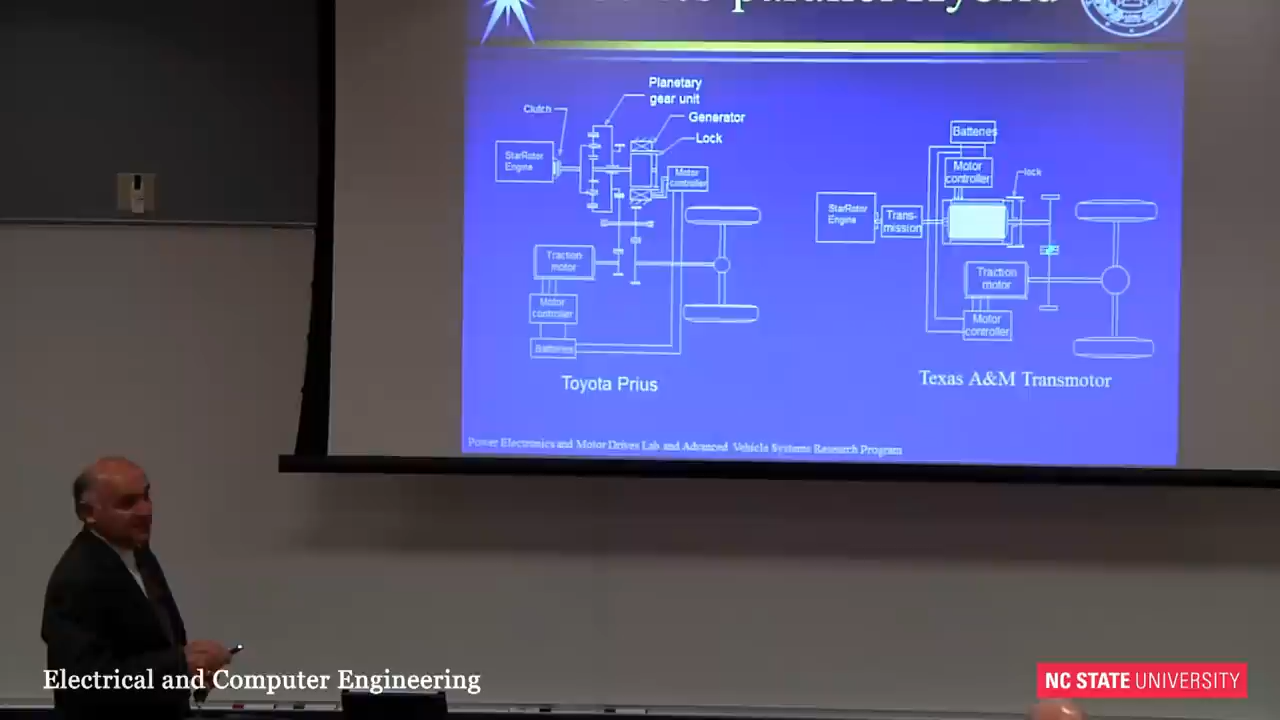 parallel Hybrid
Planetary
gear unit
Clutch
Generator
Lock
StarRotor
Engine
Motor
controller
Traction
motor
Motor
controller
Batteries
Toyota Prius
Batteries
Motor
controller
lock
StarRotor
Engine
Trans-
mission
Traction
motor
Motor
controller
Texas A&M Transmotor
Power Electronics and Motor Drives Lab and Advanced Vehicle Systems Research Program
Electrical and Computer Engineering
NC STATE UNIVERSITY